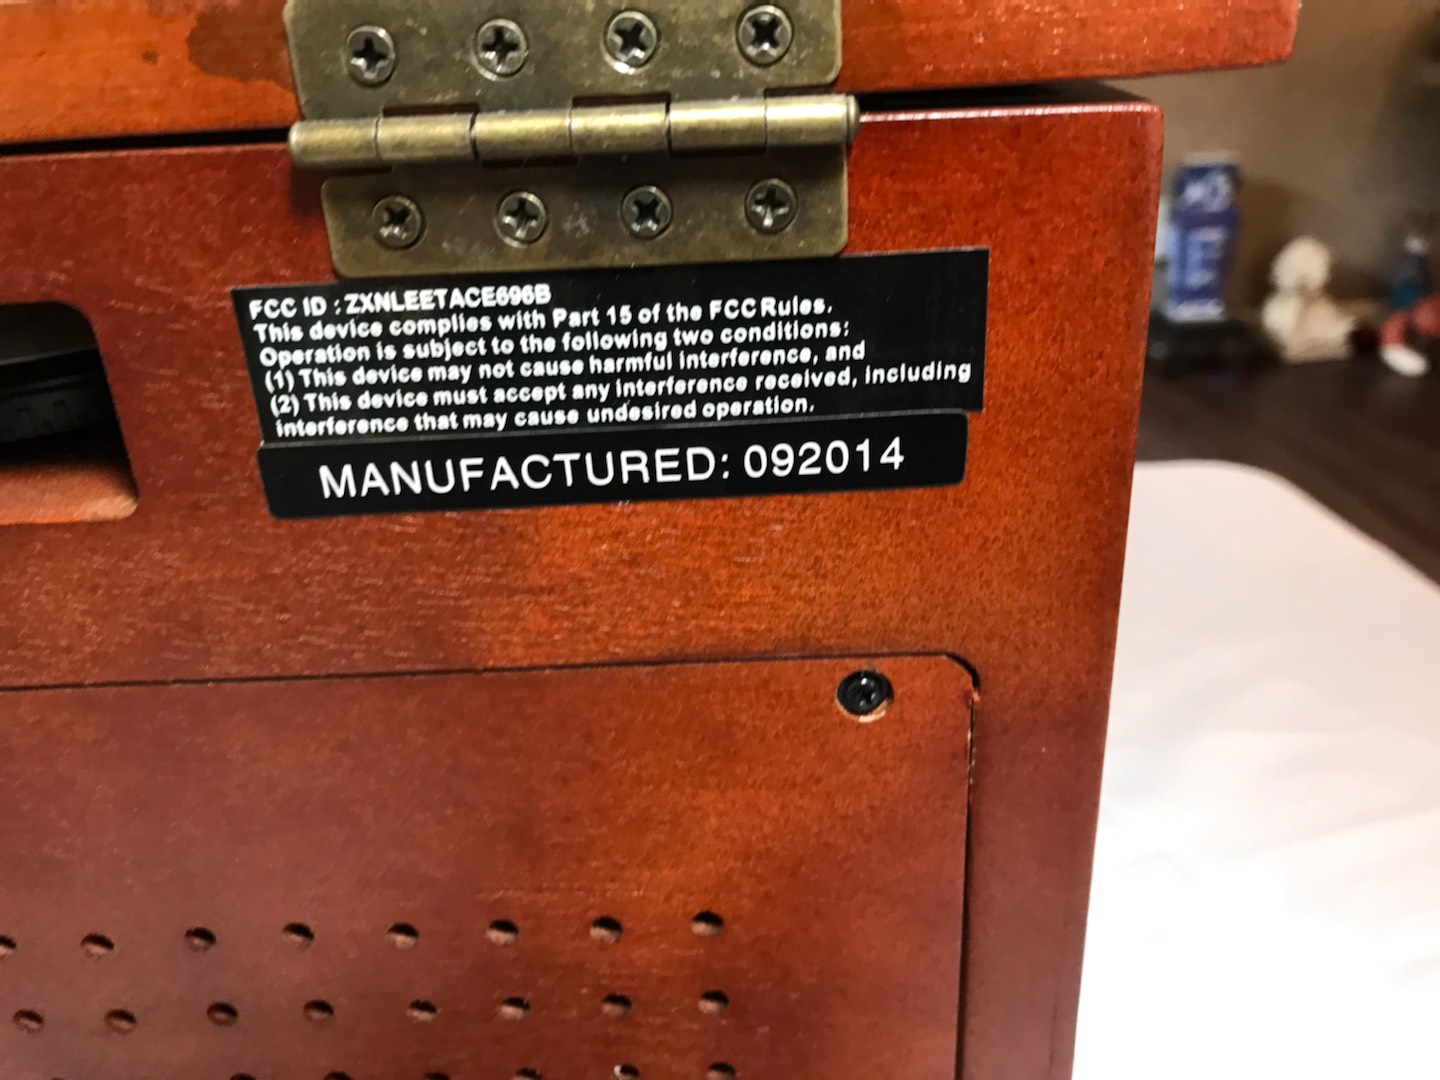 FCC ID : ZXNLEETACE696B
This device complies with Part 15 of the FCC Rules.
Operation is subject to the following two conditions:
(1) This device may not cause harmful interference, and
(2) This device must accept any interference received, including
interference that may cause undesired operation.
MANUFACTURED: 092014